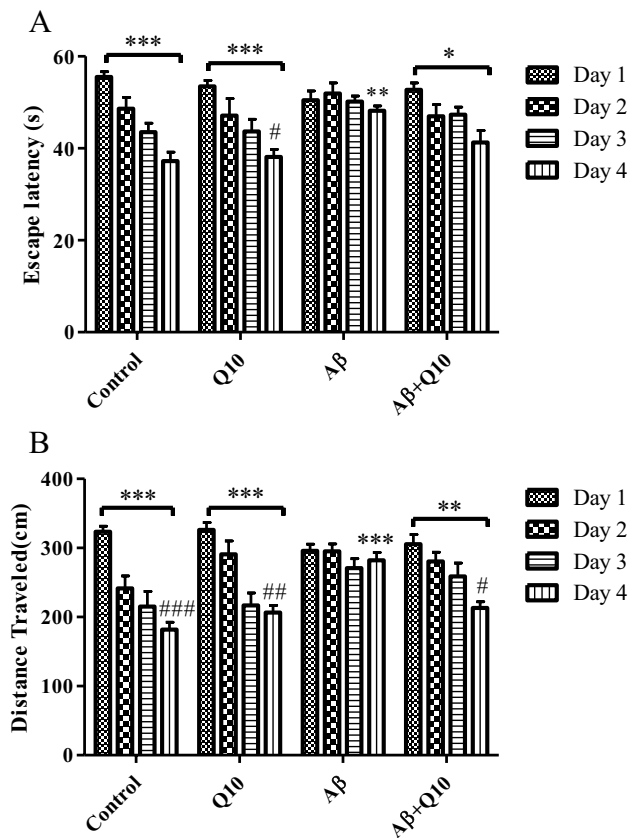 A
60
40
20
0
Escape latency (s)
***
***
#
**
*
Control
Q10
Aβ
Aβ+Q10
Day 1
Day 2
Day 3
Day 4
B
400
300
200
100
0
Distance Traveled(cm)
***
###
***
##
***
**
#
Control
Q10
Aβ
Aβ+Q10
Day 1
Day 2
Day 3
Day 4